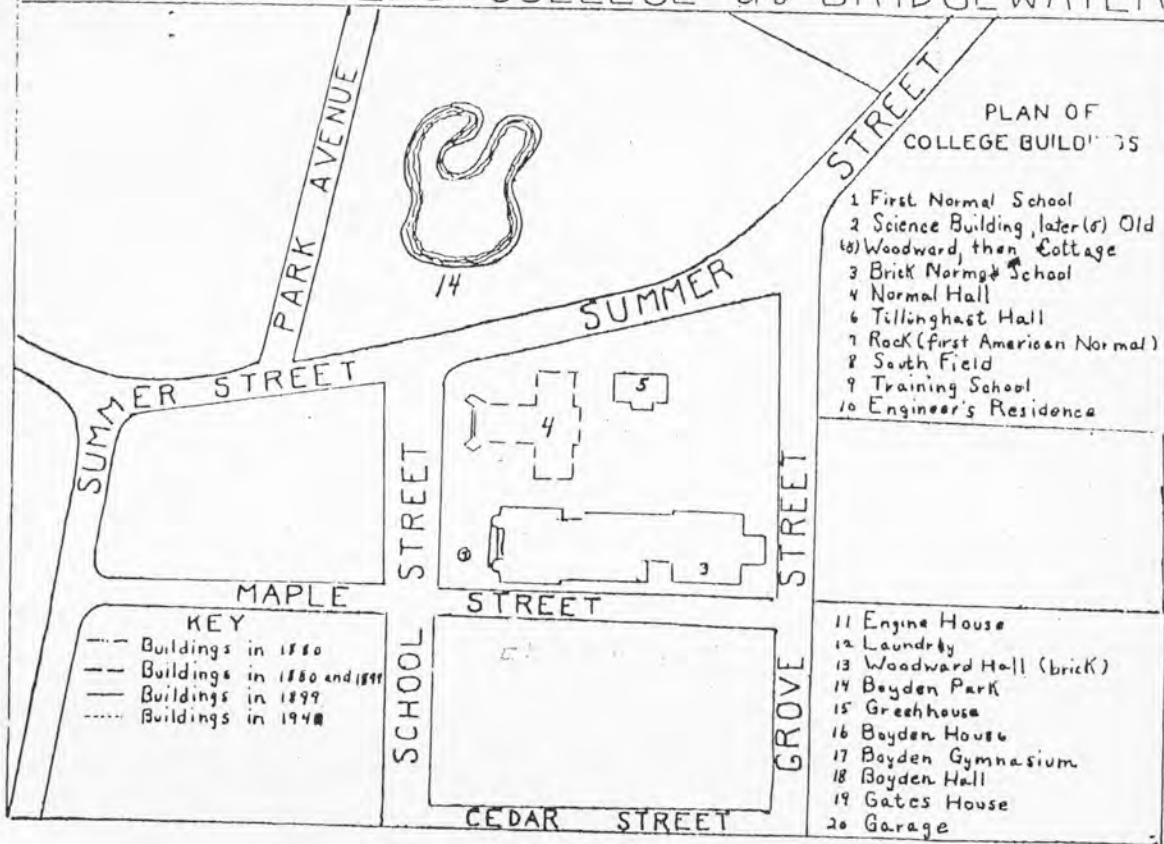 COLLEGE at BRIDGEWATER
PLAN OF
COLLEGE BUILDINGS
1 First Normal School
2 Science Building, later (5) Old
(5) Woodward, then Cottage
3 Brick Normal School
4 Normal Hall
6 Tillinghast Hall
7 Rock (first American Normal)
8 South Field
9 Training School
10 Engineer's Residence
PARK AVENUE
14
SUMMER STREET
SUMMER STREET
5
4
3
SCHOOL STREET
GROVE STREET
MAPLE STREET
CEDAR STREET
KEY
Buildings in 1880
Buildings in 1880 and 1899
Buildings in 1899
Buildings in 194
11 Engine House
12 Laundry
13 Woodward Hall (brick)
14 Boyden Park
15 Greenhouse
16 Boyden House
17 Boyden Gymnasium
18 Boyden Hall
19 Gates House
20 Garage